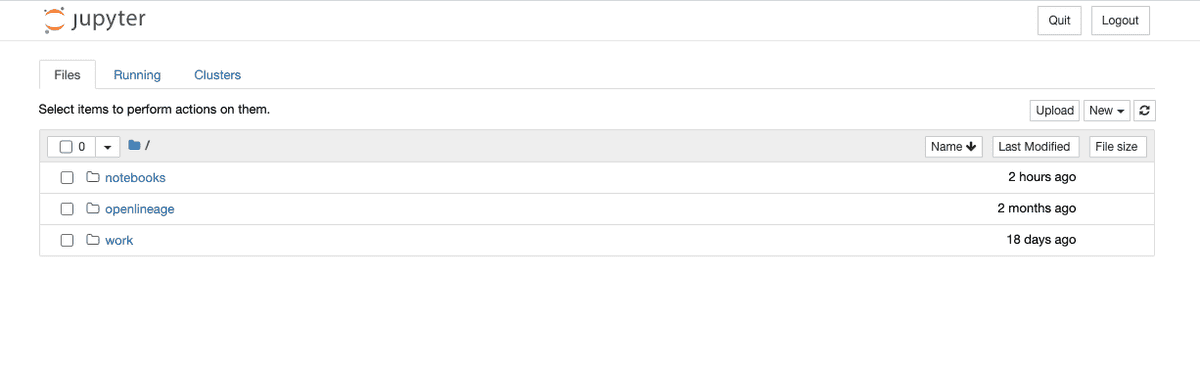 jupyter Quit Logout
Files Running Clusters
Select items to perform actions on them. Upload New
0 / Name Last Modified File size
notebooks 2 hours ago
openlineage 2 months ago
work 18 days ago